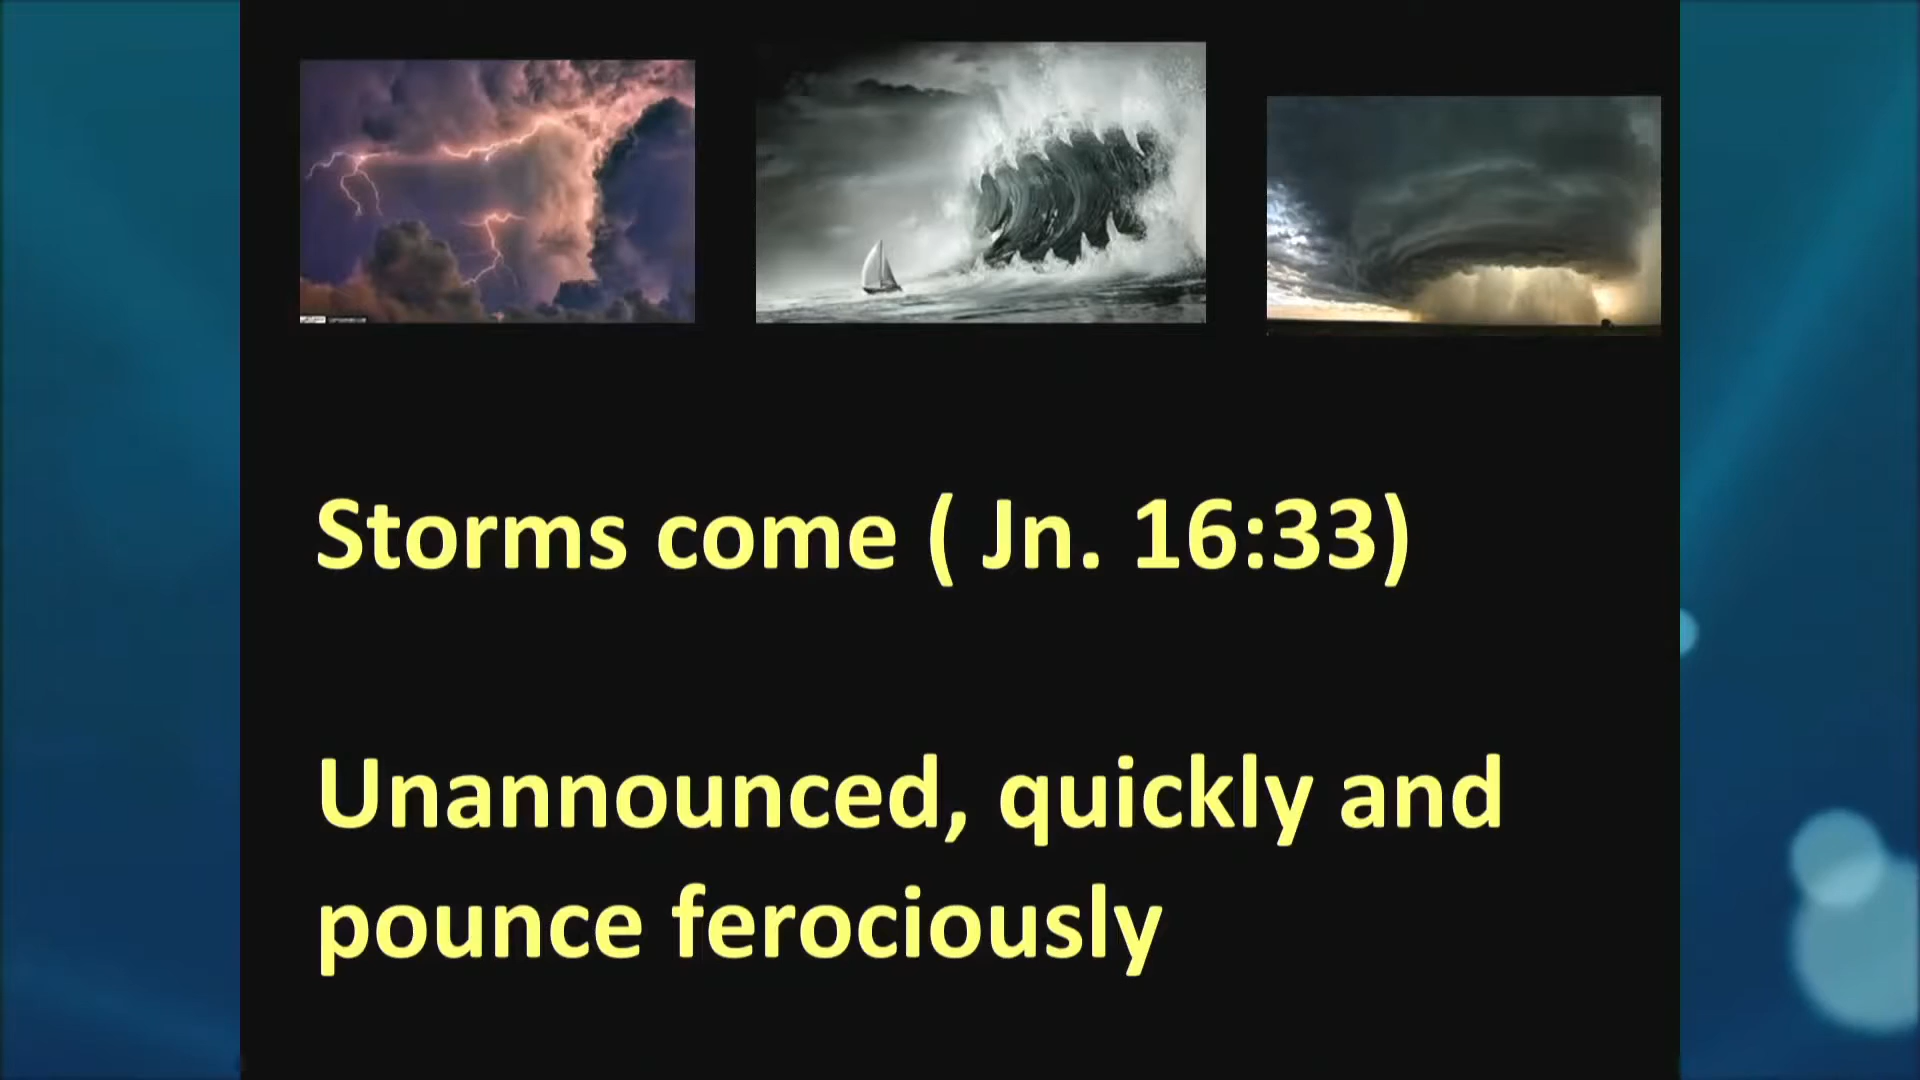 Storms come ( Jn. 16:33)
Unannounced, quickly and
pounce ferociously